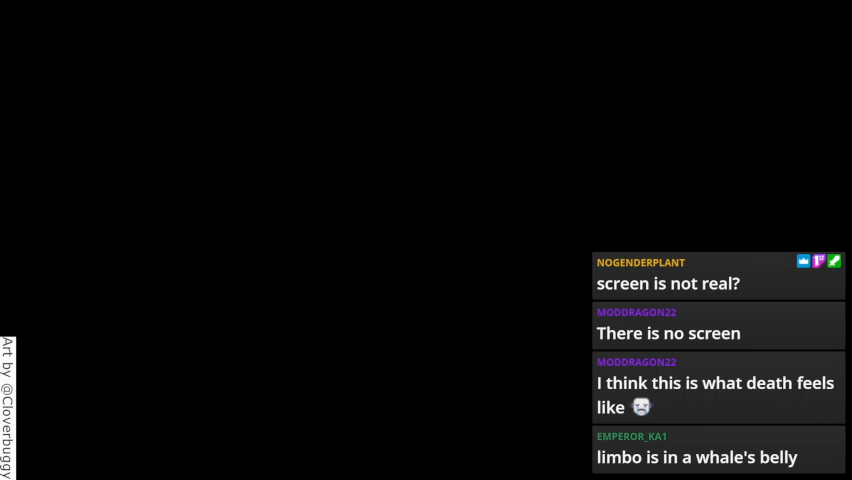 NOGENDERPLANT
screen is not real?
MODDRAGON22
There is no screen
MODDRAGON22
I think this is what death feels
like
EMPEROR_KA1
limbo is in a whale's belly
Art by @Cloverbuggy